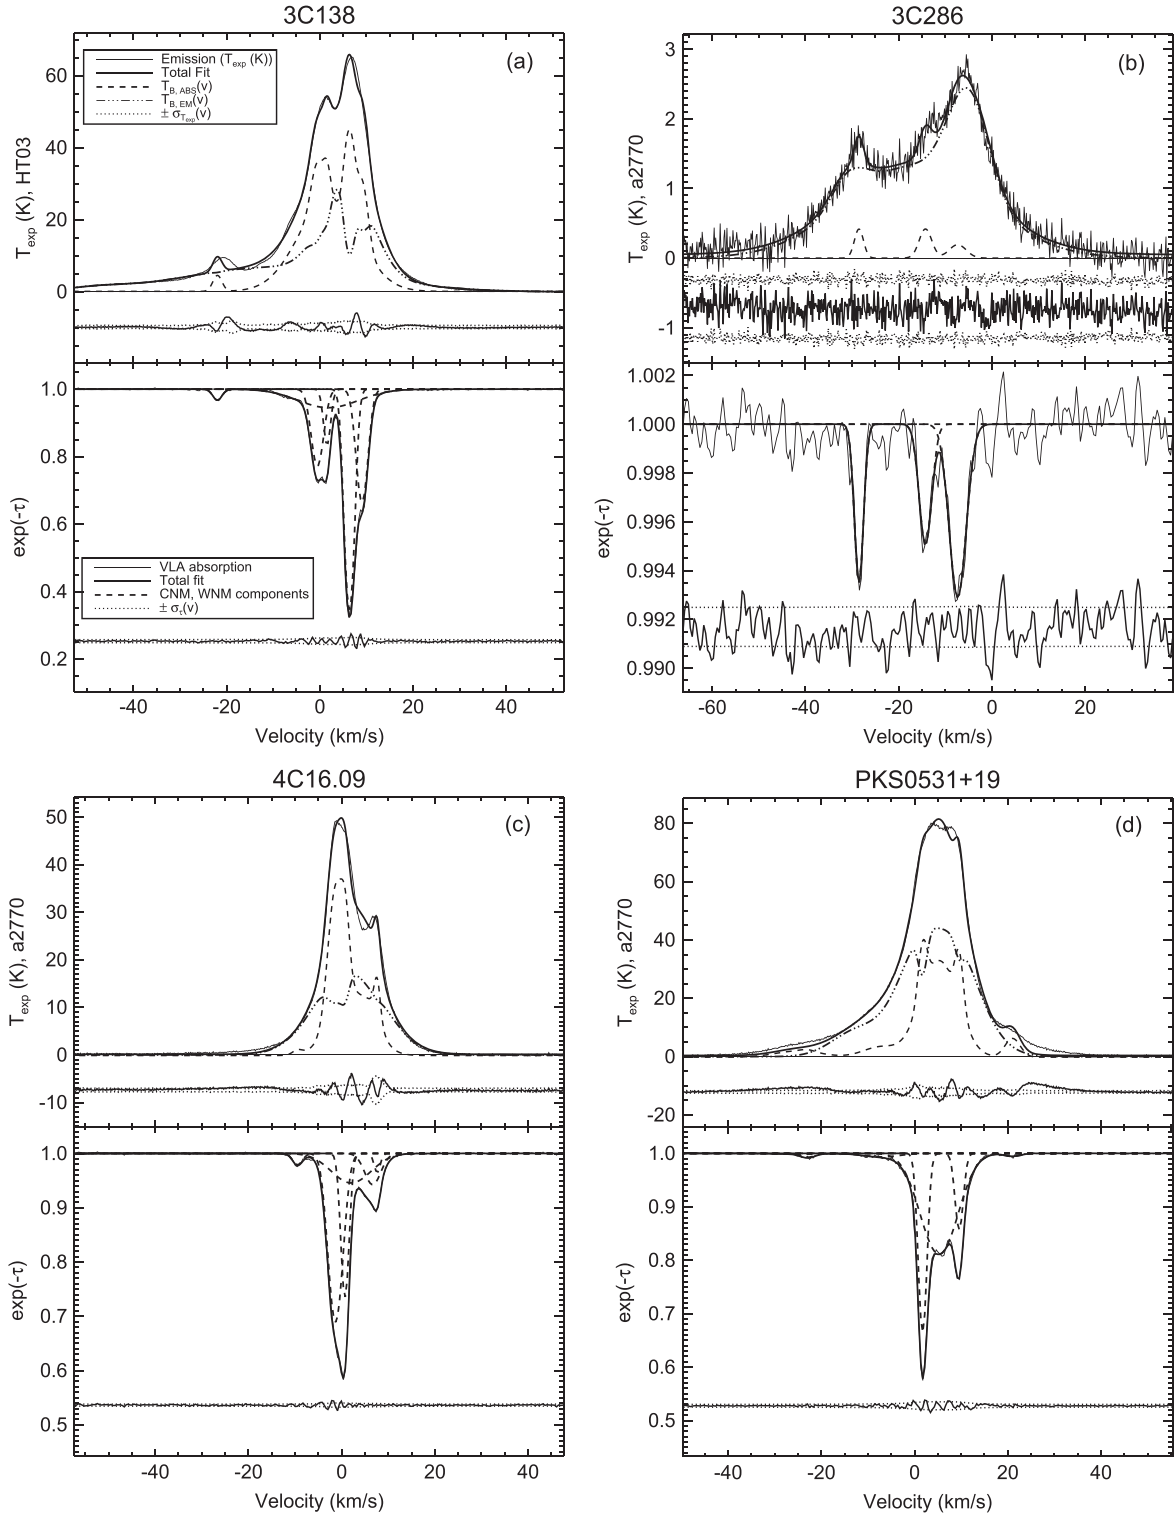 3C138
(a)
Emission (T_exp (K))
Total Fit
T_B, ABS(v)
T_B, EM(v)
± σ_Texp(v)
T_exp (K), HT03
60
40
20
0
exp(-τ)
1.0
0.8
0.6
0.4
0.2
VLA absorption
Total fit
CNM, WNM components
± σ_τ(v)
-40 -20 0 20 40
Velocity (km/s)
3C286
(b)
T_exp (K), a2770
3
2
1
0
-1
exp(-τ)
1.002
1.000
0.998
0.996
0.994
0.992
0.990
-60 -40 -20 0 20
Velocity (km/s)
4C16.09
(c)
T_exp (K), a2770
50
40
30
20
10
0
-10
exp(-τ)
1.0
0.9
0.8
0.7
0.6
0.5
-40 -20 0 20 40
Velocity (km/s)
PKS0531+19
(d)
T_exp (K), a2770
80
60
40
20
0
-20
exp(-τ)
1.0
0.9
0.8
0.7
0.6
0.5
-40 -20 0 20 40
Velocity (km/s)